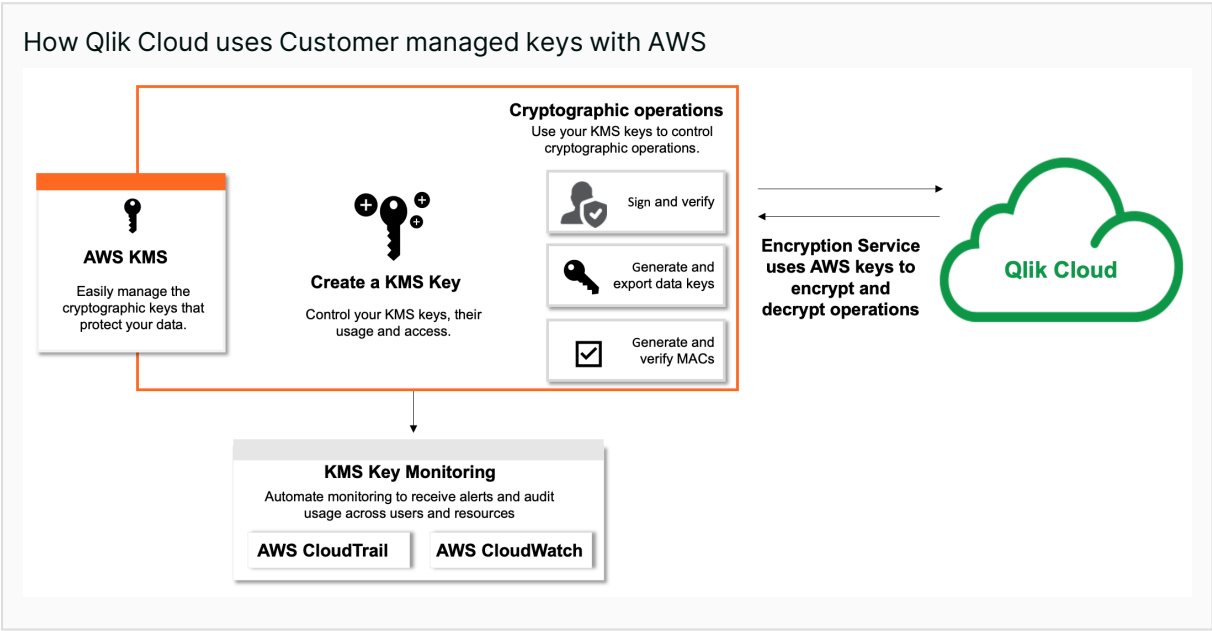 How Qlik Cloud uses Customer managed keys with AWS
AWS KMS
Easily manage the
cryptographic keys that
protect your data.
Create a KMS Key
Control your KMS keys, their
usage and access.
Cryptographic operations
Use your KMS keys to control
cryptographic operations.
Sign and verify
Generate and
export data keys
Generate and
verify MACs
Encryption Service
uses AWS keys to
encrypt and
decrypt operations
Qlik Cloud
KMS Key Monitoring
Automate monitoring to receive alerts and audit
usage across users and resources
AWS CloudTrail
AWS CloudWatch